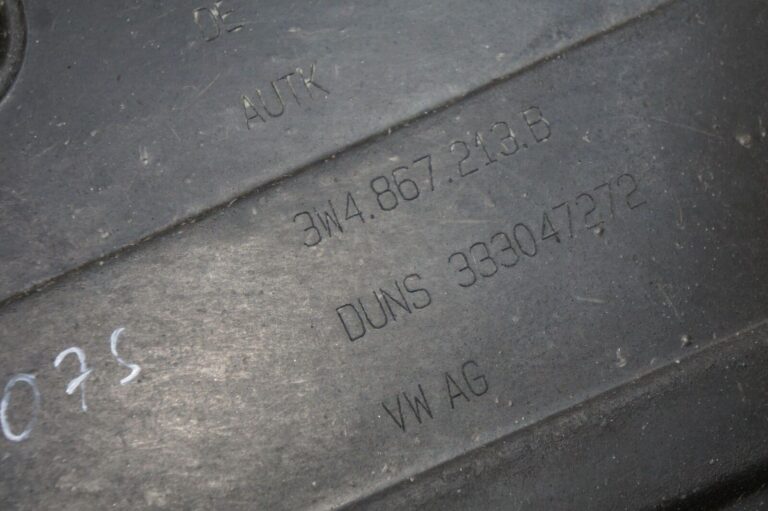 DE
AUTK
3W4.867.213.B
DUNS 333047272
VW AG
075